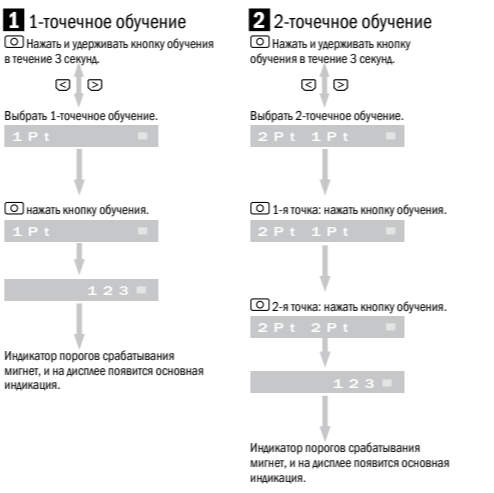 1 1-точечное обучение
Нажать и удерживать кнопку обучения
в течение 3 секунд.
< >
Выбрать 1-точечное обучение.
1Pt
нажать кнопку обучения.
1Pt
123
Индикатор порогов срабатывания
мигнет, и на дисплее появится основная
индикация.
2 2-точечное обучение
Нажать и удерживать кнопку
обучения в течение 3 секунд.
< >
Выбрать 2-точечное обучение.
2Pt 1Pt
1-я точка: нажать кнопку обучения.
2Pt 1Pt
2-я точка: нажать кнопку обучения.
2Pt 2Pt
123
Индикатор порогов срабатывания
мигнет, и на дисплее появится основная
индикация.